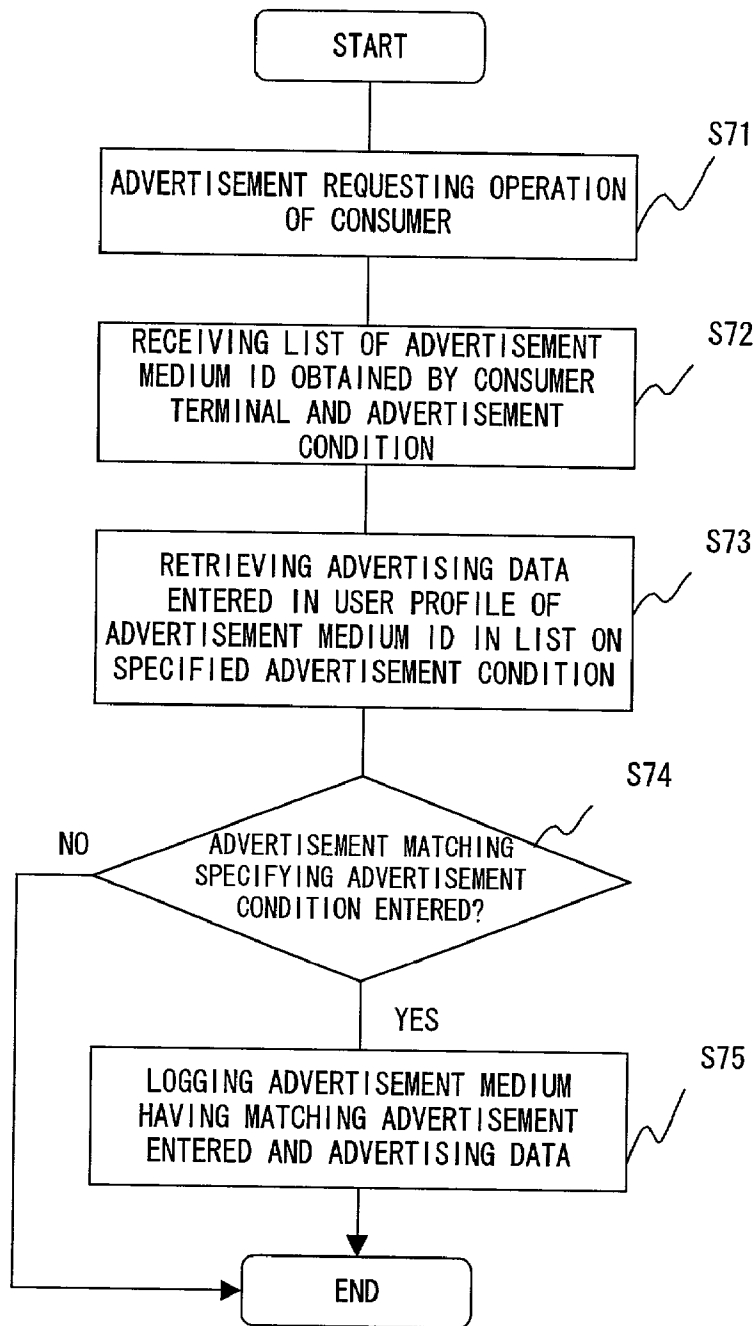 START
S71
ADVERTISEMENT REQUESTING OPERATION
OF CONSUMER
S72
RECEIVING LIST OF ADVERTISEMENT
MEDIUM ID OBTAINED BY CONSUMER
TERMINAL AND ADVERTISEMENT
CONDITION
S73
RETRIEVING ADVERTISING DATA
ENTERED IN USER PROFILE OF
ADVERTISEMENT MEDIUM ID IN LIST ON
SPECIFIED ADVERTISEMENT CONDITION
S74
NO
ADVERTISEMENT MATCHING
SPECIFYING ADVERTISEMENT
CONDITION ENTERED?
YES
S75
LOGGING ADVERTISEMENT MEDIUM
HAVING MATCHING ADVERTISEMENT
ENTERED AND ADVERTISING DATA
END